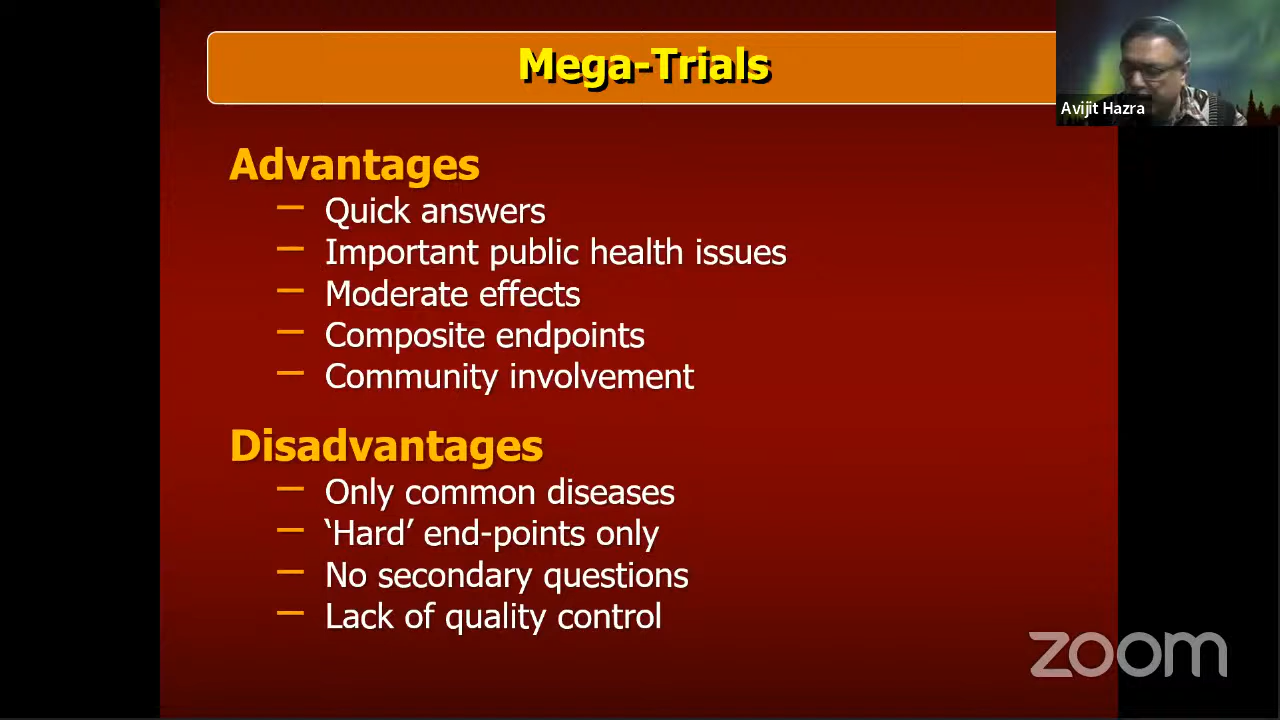 Mega-Trials
Avijit Hazra
Advantages
– Quick answers
– Important public health issues
– Moderate effects
– Composite endpoints
– Community involvement
Disadvantages
– Only common diseases
– ‘Hard’ end-points only
– No secondary questions
– Lack of quality control
zoom